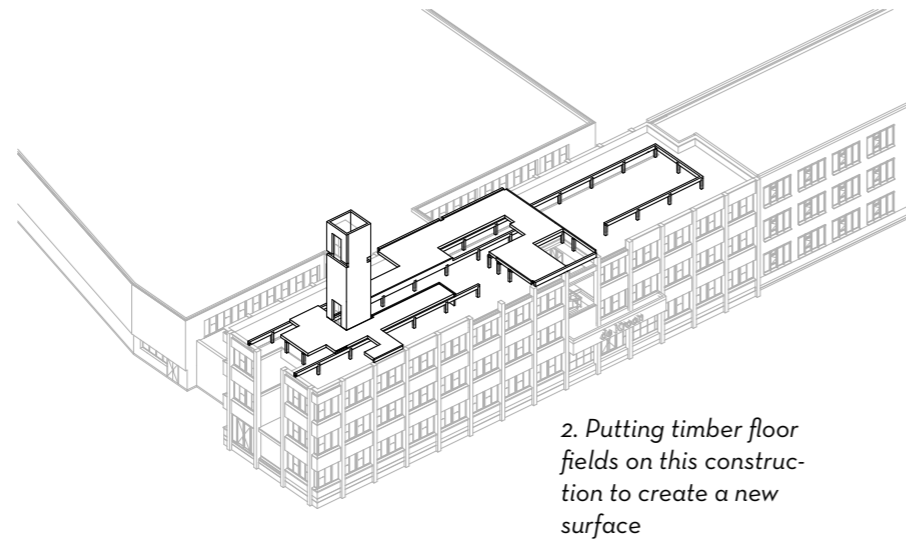 2. Putting timber floor
fields on this construc-
tion to create a new
surface